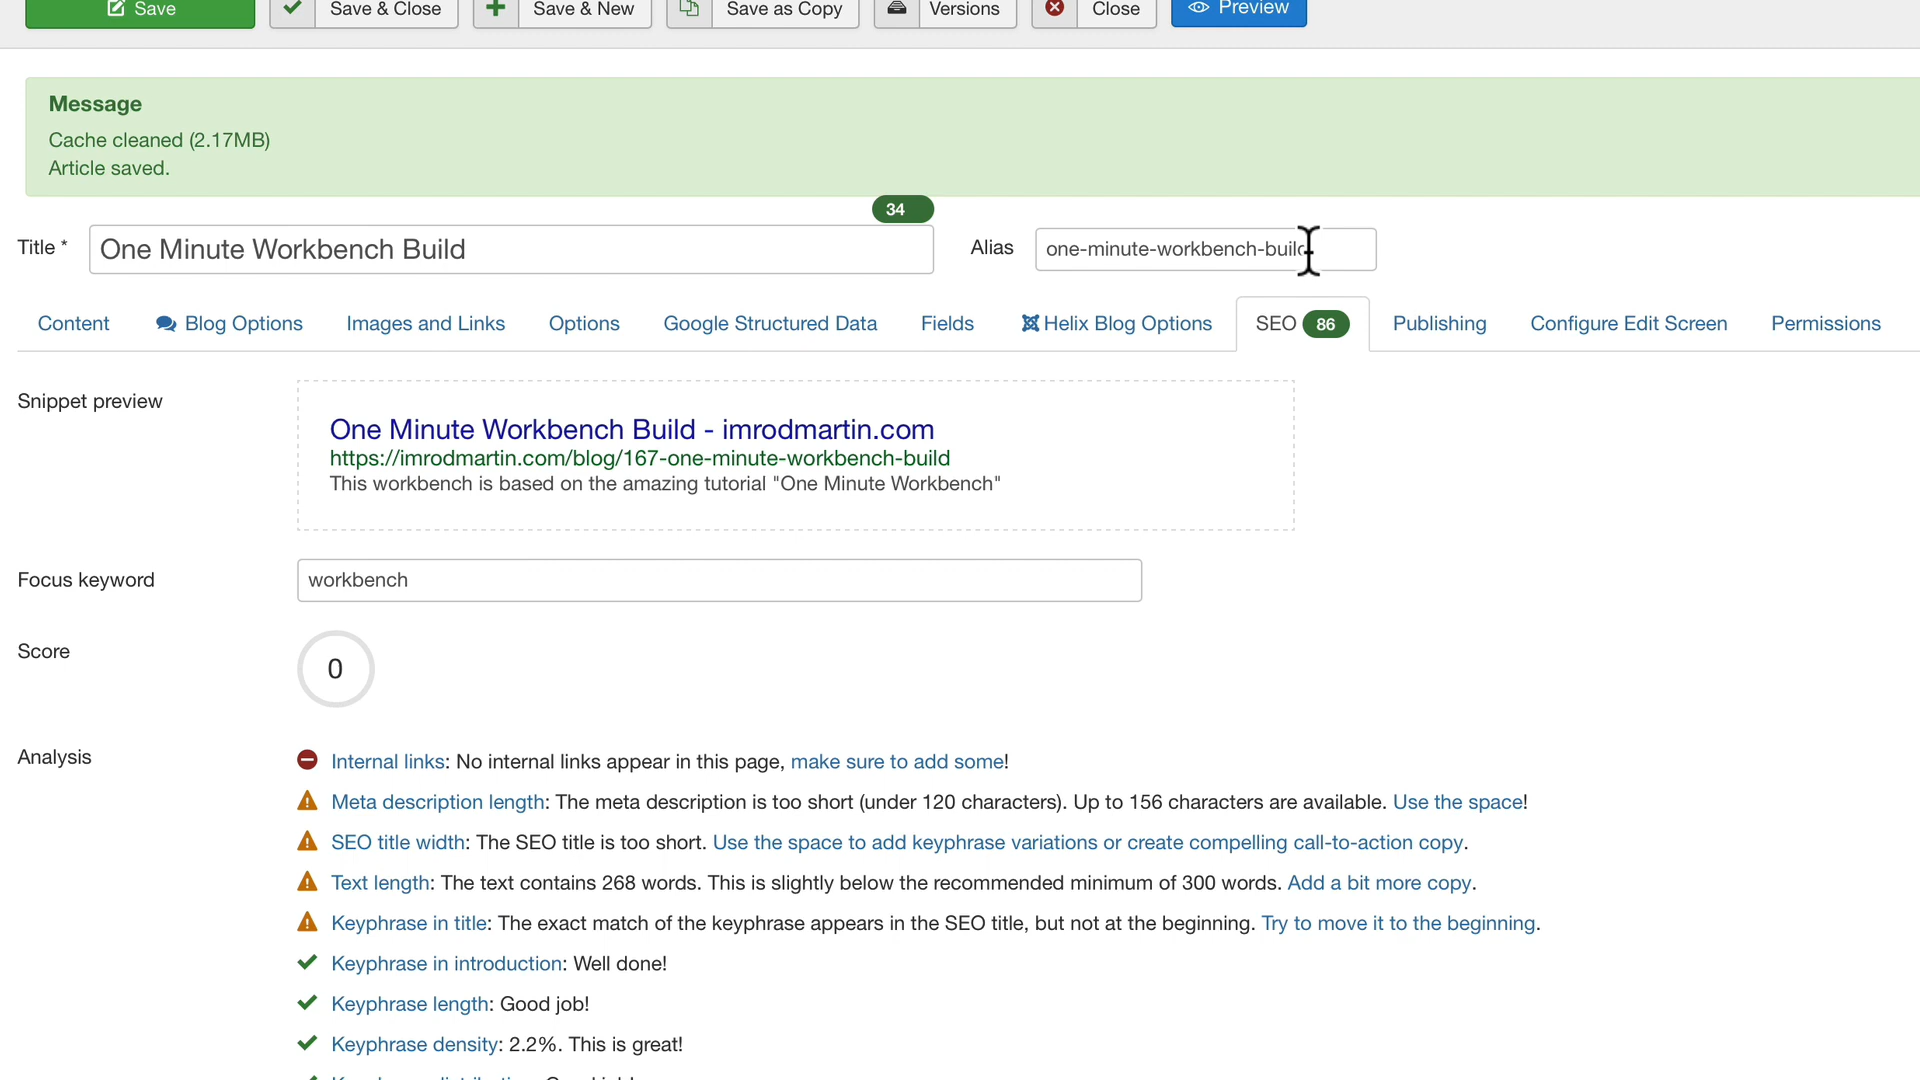 Save Save & Close Save & New Save as Copy Versions Close Preview
Message
Cache cleaned (2.17MB)
Article saved.
34
Title * One Minute Workbench Build Alias one-minute-workbench-build
Content Blog Options Images and Links Options Google Structured Data Fields Helix Blog Options SEO 86 Publishing Configure Edit Screen Permissions
Snippet preview
One Minute Workbench Build - imrodmartin.com
https://imrodmartin.com/blog/167-one-minute-workbench-build
This workbench is based on the amazing tutorial "One Minute Workbench"
Focus keyword workbench
Score 0
Analysis Internal links: No internal links appear in this page, make sure to add some!
Meta description length: The meta description is too short (under 120 characters). Up to 156 characters are available. Use the space!
SEO title width: The SEO title is too short. Use the space to add keyphrase variations or create compelling call-to-action copy.
Text length: The text contains 268 words. This is slightly below the recommended minimum of 300 words. Add a bit more copy.
Keyphrase in title: The exact match of the keyphrase appears in the SEO title, but not at the beginning. Try to move it to the beginning.
Keyphrase in introduction: Well done!
Keyphrase length: Good job!
Keyphrase density: 2.2%. This is great!